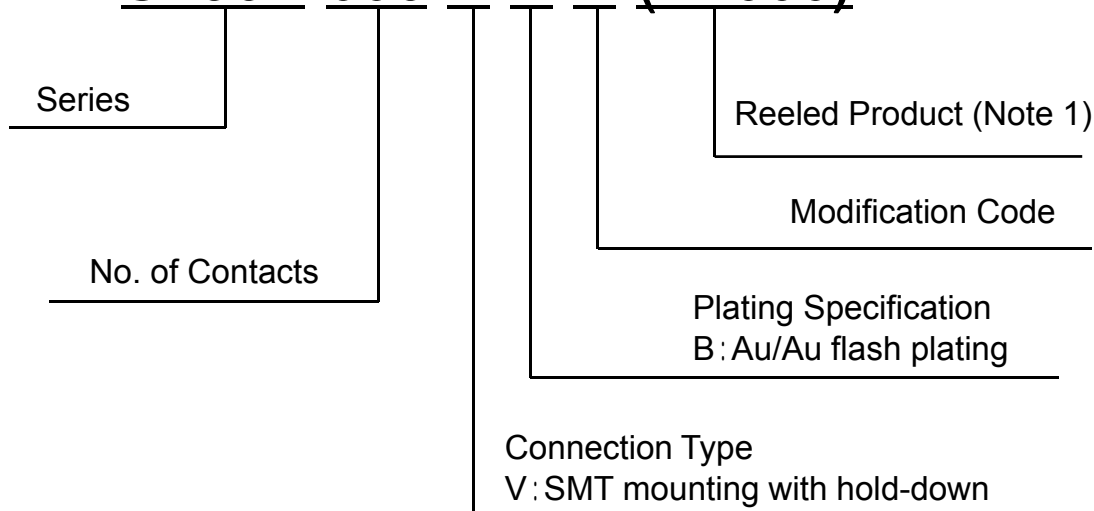 Series
Reeled Product (Note 1)
Modification Code
No. of Contacts
Plating Specification
B:Au/Au flash plating
Connection Type
V:SMT mounting with hold-down